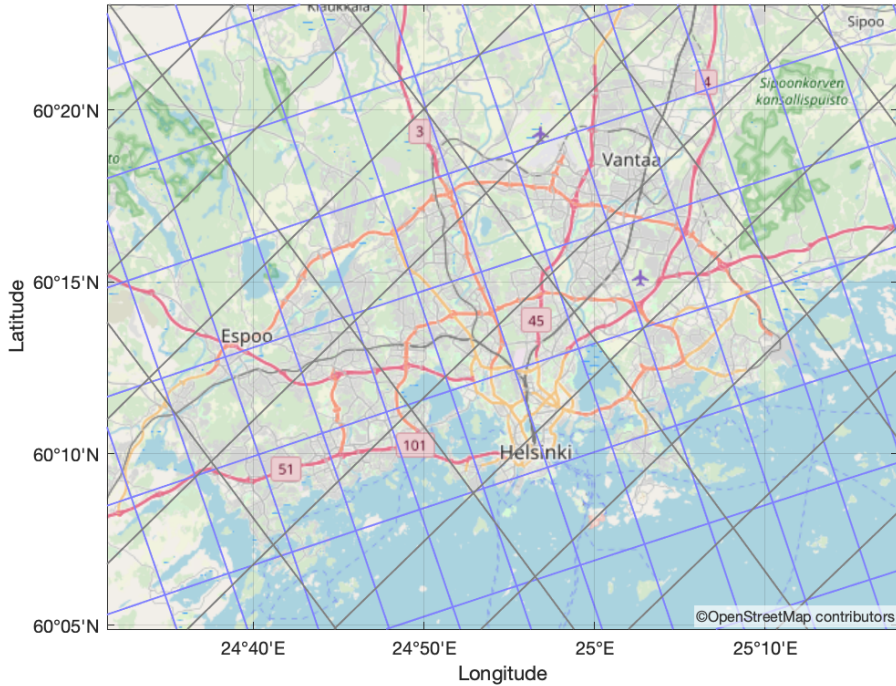 Klaukkala
Sipoo
60°20'N
4
Sipoonkorven
kansallispuisto
3
to
Vantaa
60°15'N
45
Espoo
Latitude
60°10'N
101
Helsinki
51
©OpenStreetMap contributors
60°05'N
24°40'E
24°50'E
25°E
25°10'E
Longitude